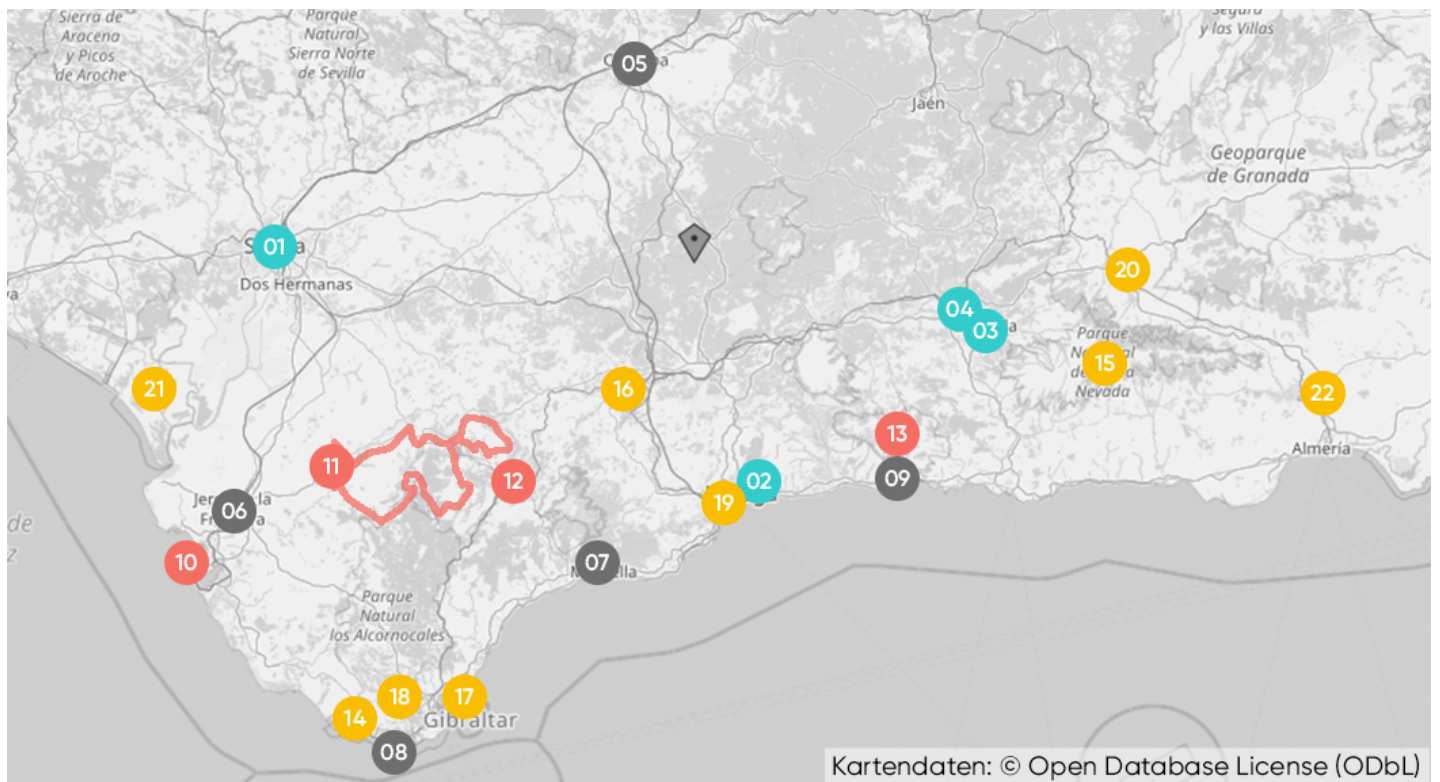 Sierra de
Aracena
y Picos
de Aroche
Parque
Natural
Sierra Norte
de Sevilla
y las Villas
05
Jaén
Geoparque
de Granada
01
Dos Hermanas
20
04
03
Parque
Nevada
15
21
16
22
13
Almería
11
12
02
09
19
06
10
07
Parque
Natural
los Alcornocales
18
17
14
Gibraltar
08
Kartendaten: © Open Database License (ODbL)